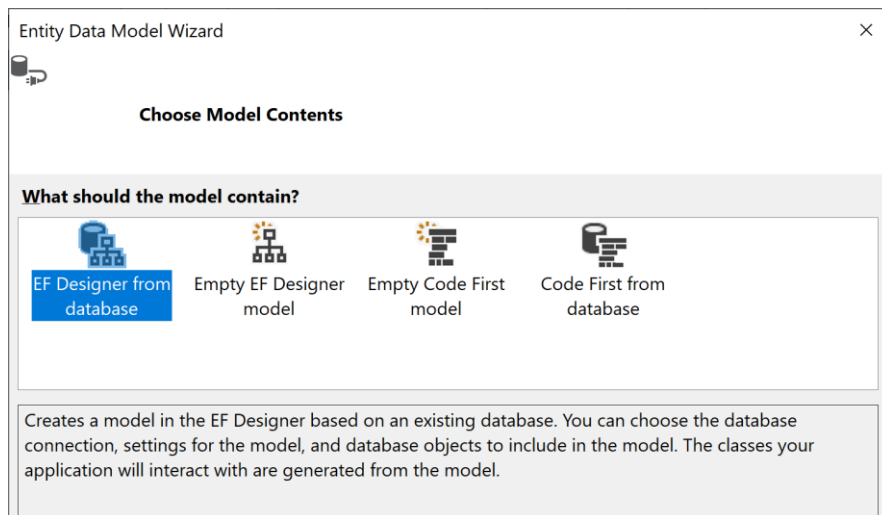 Entity Data Model Wizard
Choose Model Contents
What should the model contain?
EF Designer from
database
Empty EF Designer
model
Empty Code First
model
Code First from
database
Creates a model in the EF Designer based on an existing database. You can choose the database
connection, settings for the model, and database objects to include in the model. The classes your
application will interact with are generated from the model.